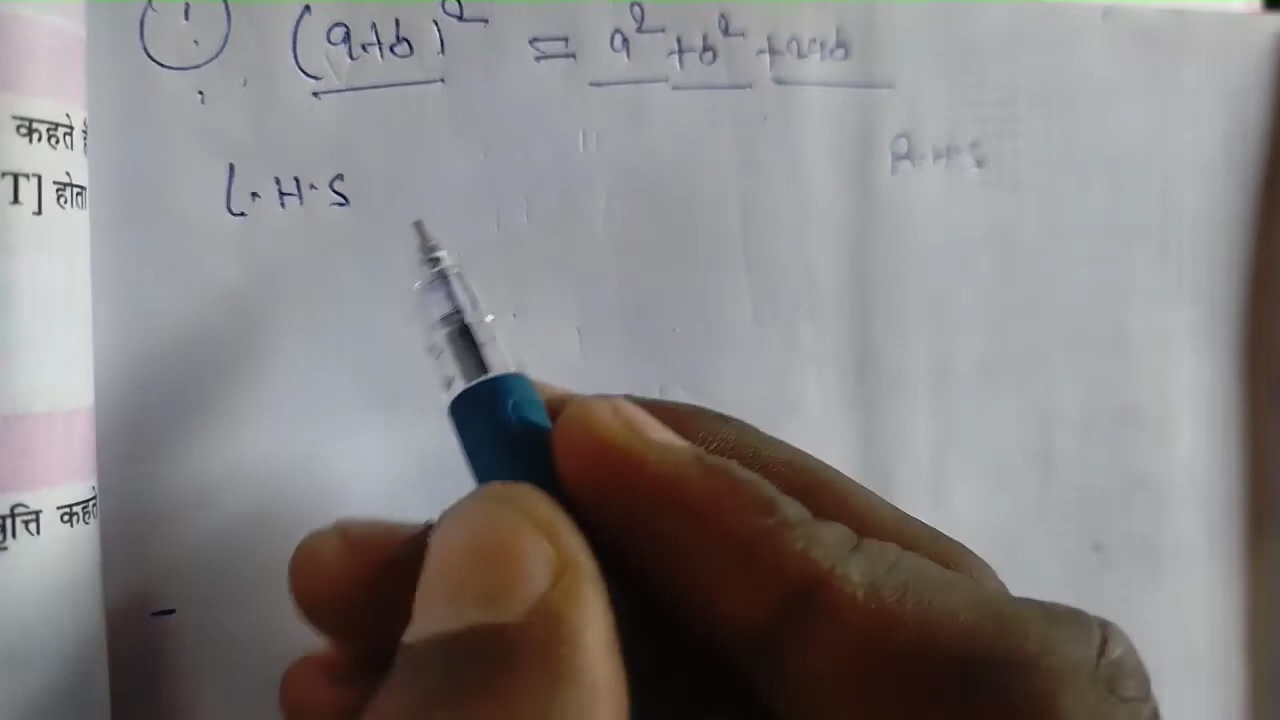 1 (a+b)² = a²+b²+2ab
R.H.S
L.H.S
कहते
T] होता
वृत्ति कहते